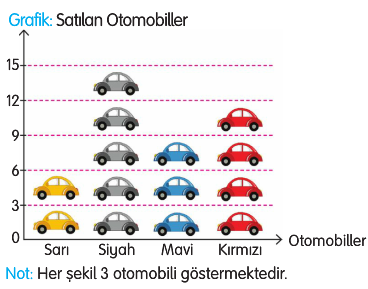 Grafik: Satılan Otomobiller
15
12
9
6
3
0
Sarı Siyah Mavi Kırmızı Otomobiller
Not: Her şekil 3 otomobili göstermektedir.